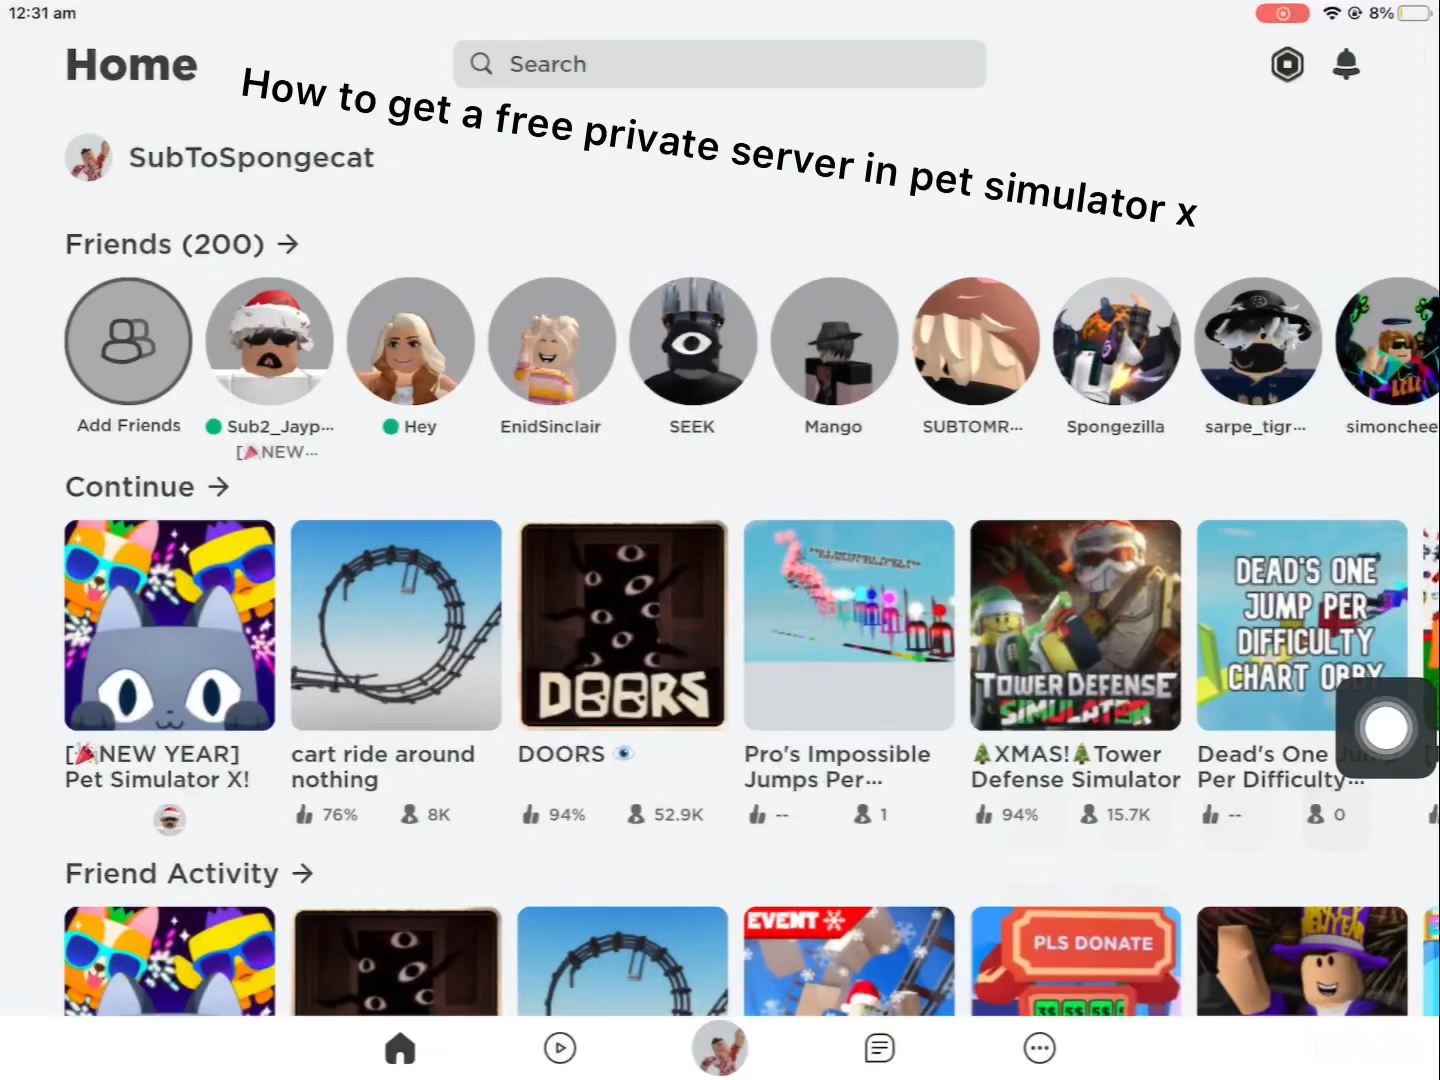 12:31 am
8%
Home
Search
How to get a free private server in pet simulator x
SubToSpongecat
Friends (200) →
Add Friends
Sub2_Jayp...
[🎉NEW...
Hey
EnidSinclair
SEEK
Mango
SUBTOMR...
Spongezilla
sarpe_tigr...
simonchee
Continue →
DOORS
TOWER DEFENSE
SIMULATOR
DEAD'S ONE
JUMP PER
DIFFICULTY
CHART OBBY
[🎉NEW YEAR]
Pet Simulator X!
cart ride around
nothing
76%
8K
DOORS 👁
94%
52.9K
Pro's Impossible
Jumps Per...
--
1
🎄XMAS!🎄Tower
Defense Simulator
94%
15.7K
Dead's One Jump
Per Difficulty...
--
0
Friend Activity →
EVENT
PLS DONATE